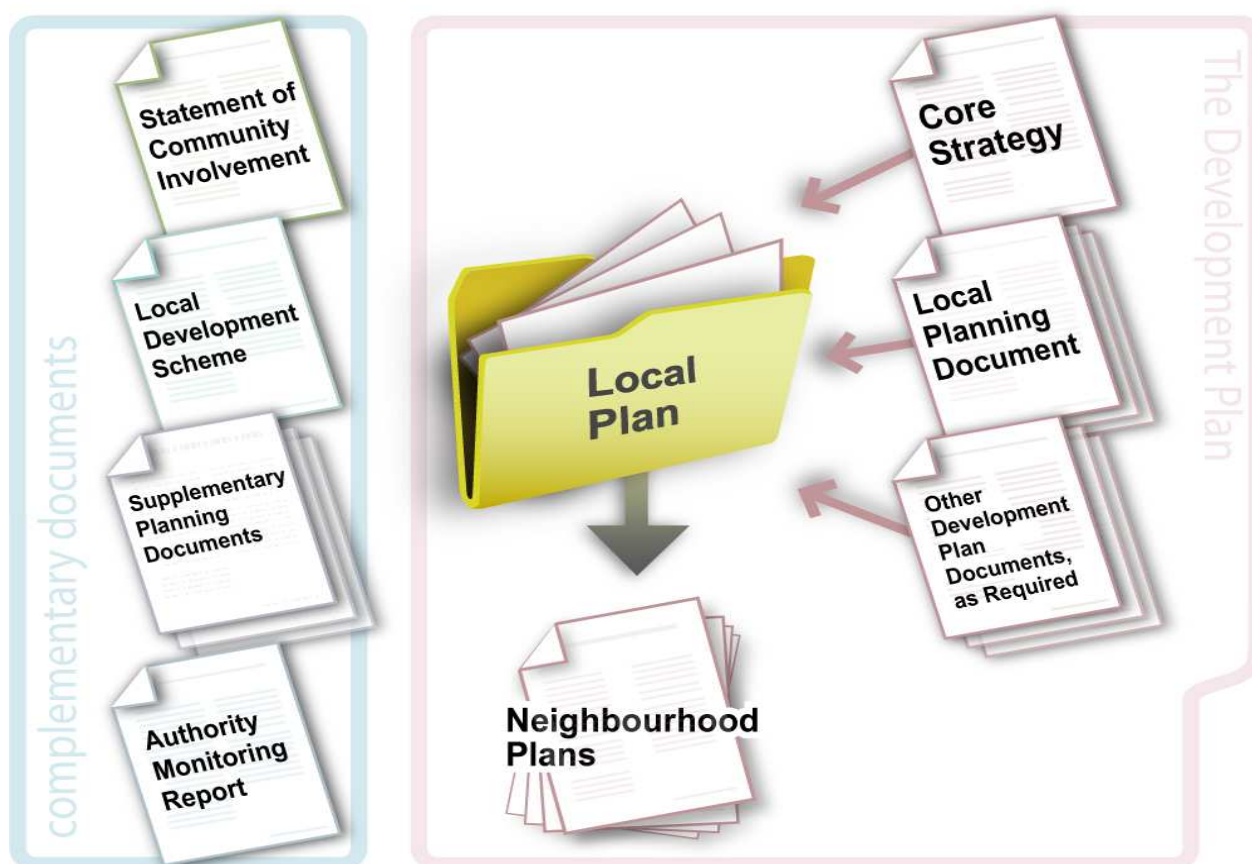 complementary documents
Statement of
Community
Involvement
Local
Development
Scheme
Supplementary
Planning
Documents
Authority
Monitoring
Report
The Development Plan
Core
Strategy
Local
Planning
Document
Other
Development
Plan
Documents,
as Required
Local
Plan
Neighbourhood
Plans